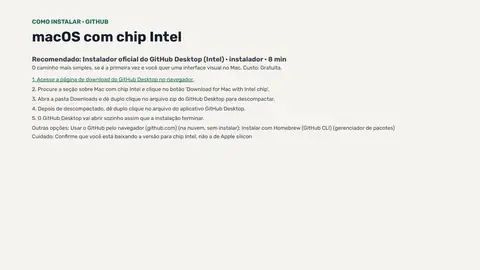 COMO INSTALAR · GITHUB
macOS com chip Intel
Recomendado: Instalador oficial do GitHub Desktop (Intel) · instalador · 8 min
O caminho mais simples, se é a primeira vez e você quer uma interface visual no Mac. Custo: Gratuita.
1. Acesse a página de download do GitHub Desktop no navegador.
2. Procure a seção sobre Mac com chip Intel e clique no botão 'Download for Mac with Intel chip'.
3. Abra a pasta Downloads e dê duplo clique no arquivo zip do GitHub Desktop para descompactar.
4. Depois de descompactado, dê duplo clique no arquivo do aplicativo GitHub Desktop.
5. O GitHub Desktop vai abrir sozinho assim que a instalação terminar.
Outras opções: Usar o GitHub pelo navegador (github.com) (na nuvem, sem instalar); Instalar com Homebrew (GitHub CLI) (gerenciador de pacotes)
Cuidado: Confirme que você está baixando a versão para chip Intel, não a de Apple silicon